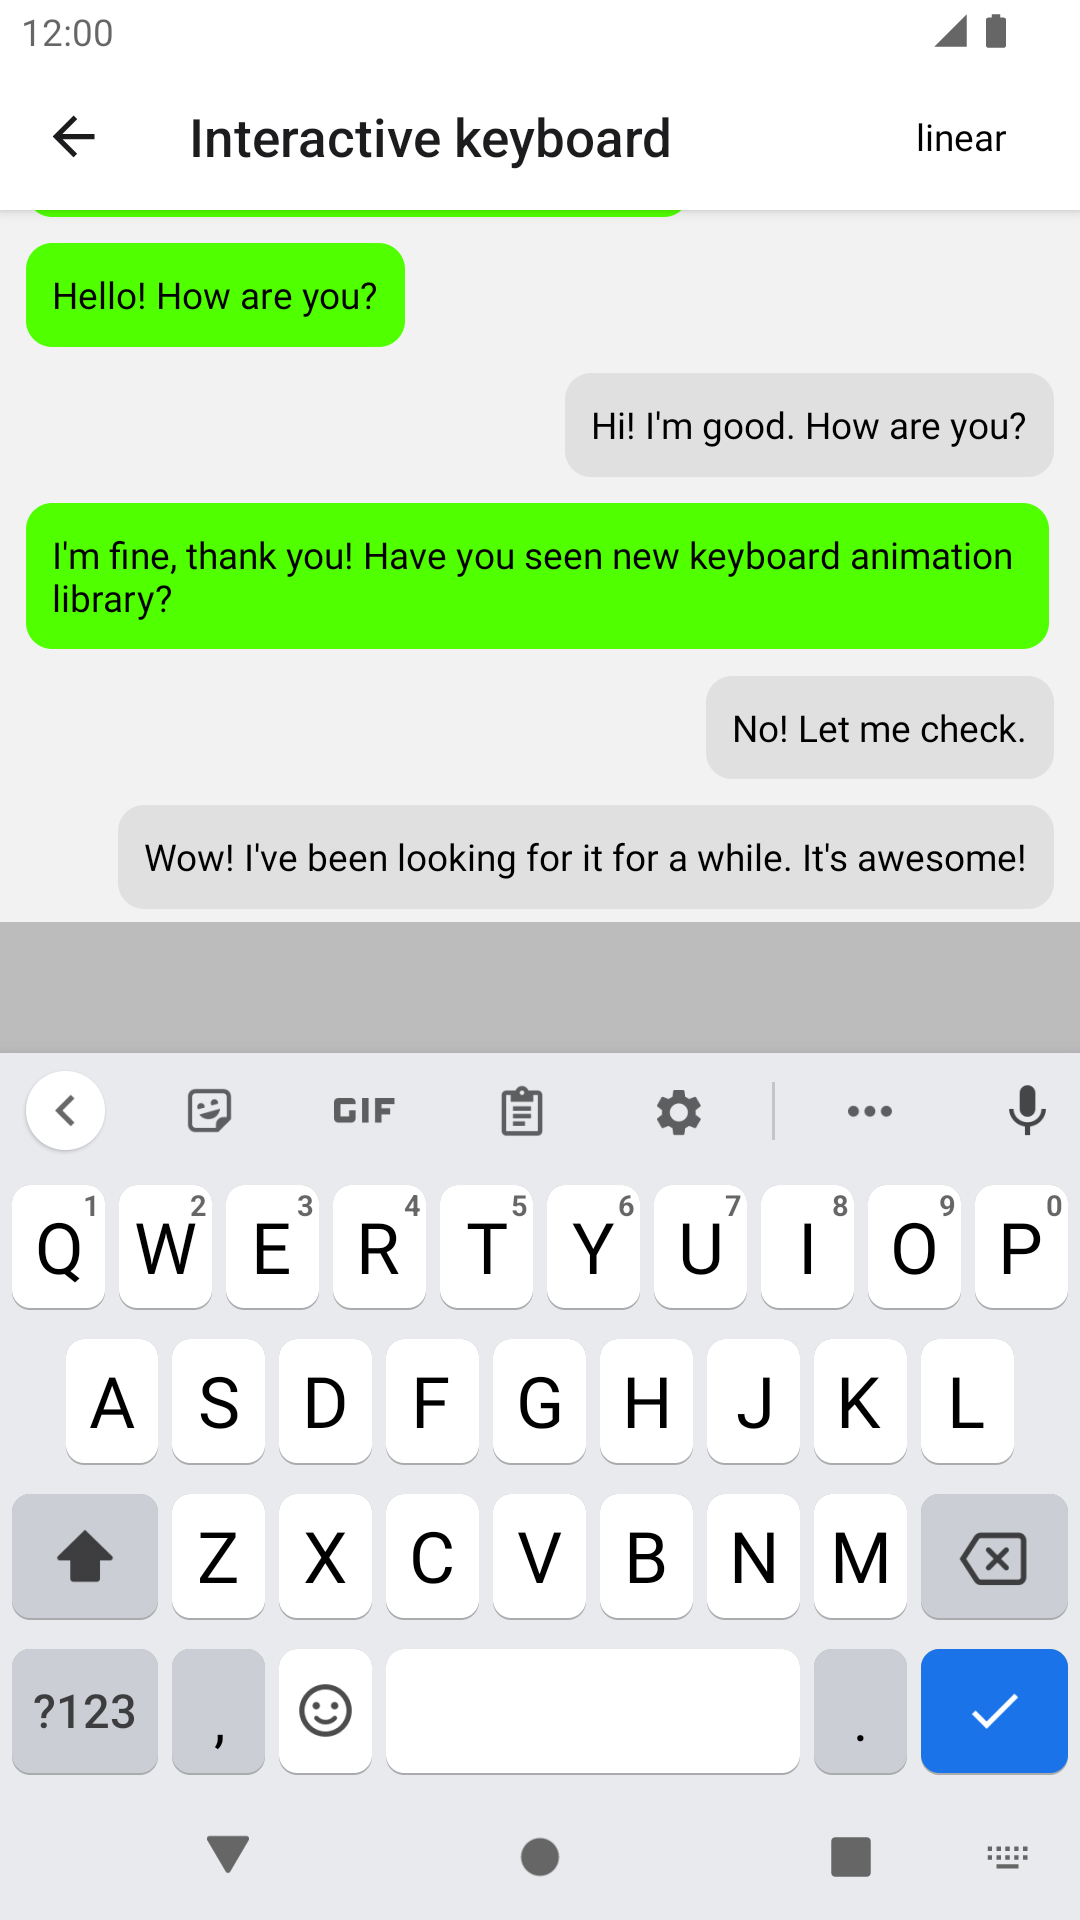 12:00
Interactive keyboard
linear
Hello! How are you?
Hi! I'm good. How are you?
I'm fine, thank you! Have you seen new keyboard animation
library?
No! Let me check.
Wow! I've been looking for it for a while. It's awesome!
GIF
Q 1 W 2 E 3 R 4 T 5 Y 6 U 7 I 8 O 9 P 0
A S D F G H J K L
Z X C V B N M
?123 , .